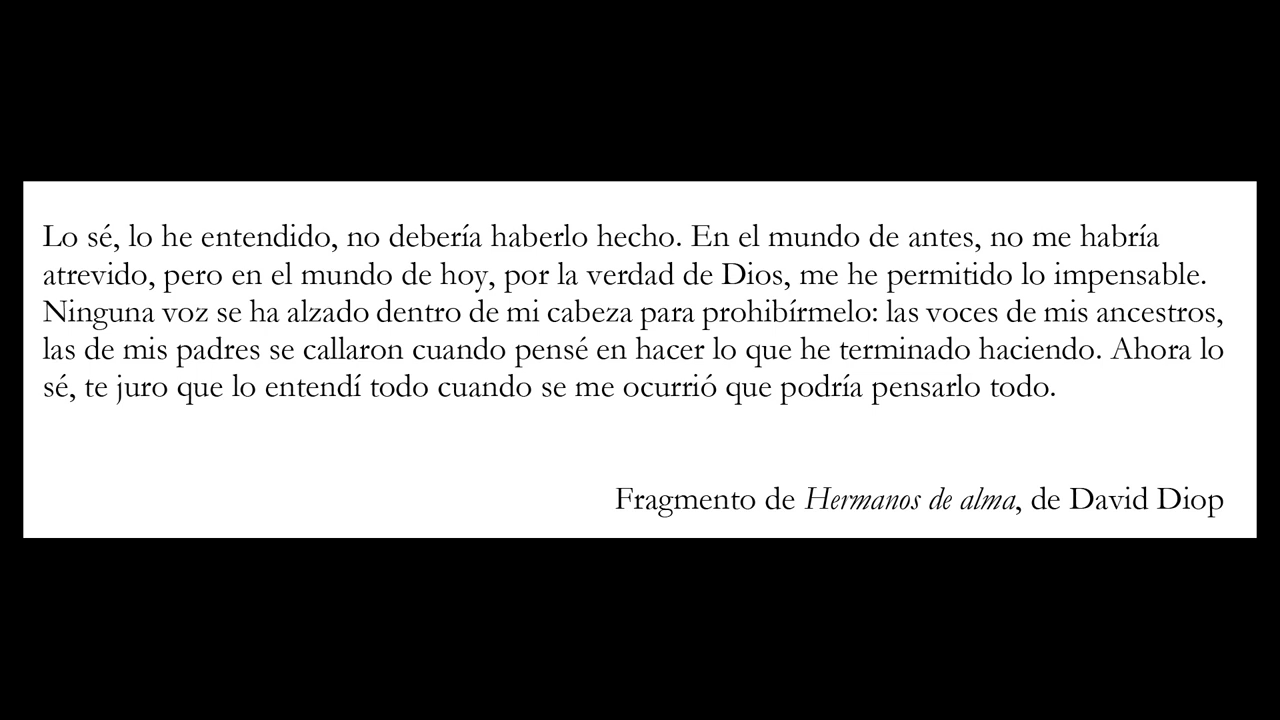 Lo sé, lo he entendido, no debería haberlo hecho. En el mundo de antes, no me habría
atrevido, pero en el mundo de hoy, por la verdad de Dios, me he permitido lo impensable.
Ninguna voz se ha alzado dentro de mi cabeza para prohibírmelo: las voces de mis ancestros,
las de mis padres se callaron cuando pensé en hacer lo que he terminado haciendo. Ahora lo
sé, te juro que lo entendí todo cuando se me ocurrió que podría pensarlo todo.
Fragmento de Hermanos de alma, de David Diop